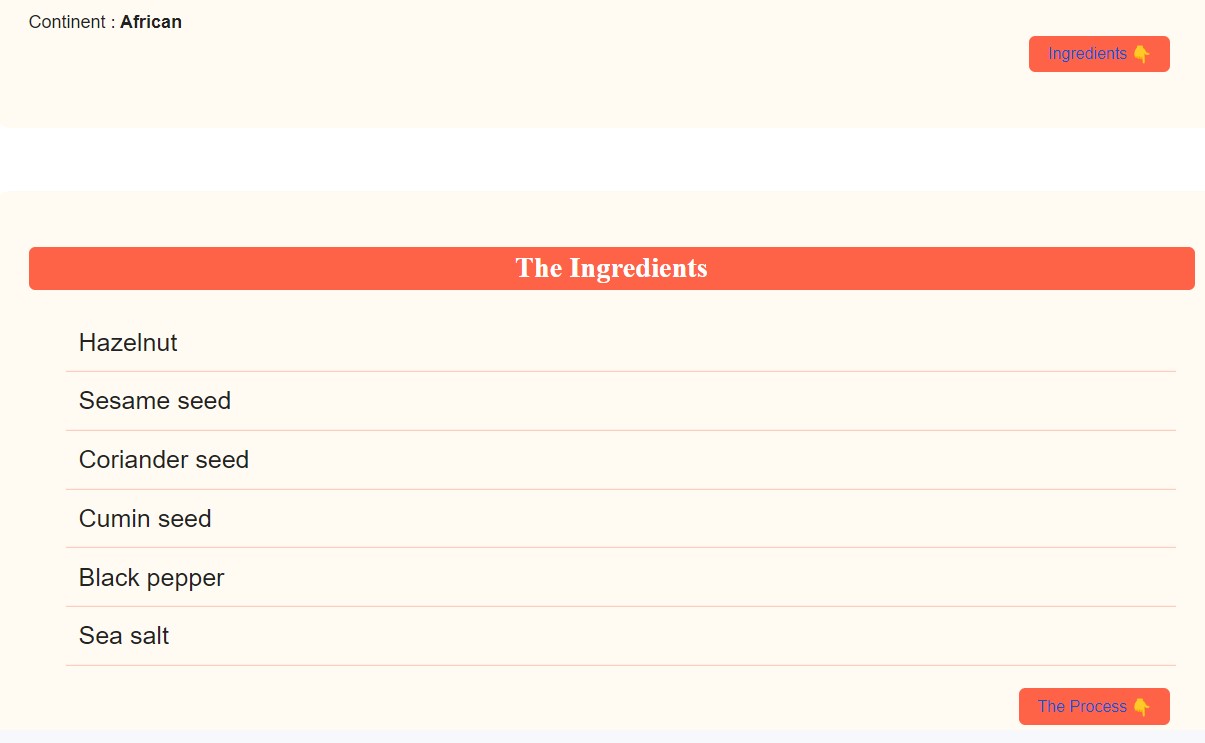 Continent : African
Ingredients 👇
The Ingredients
Hazelnut
Sesame seed
Coriander seed
Cumin seed
Black pepper
Sea salt
The Process 👇